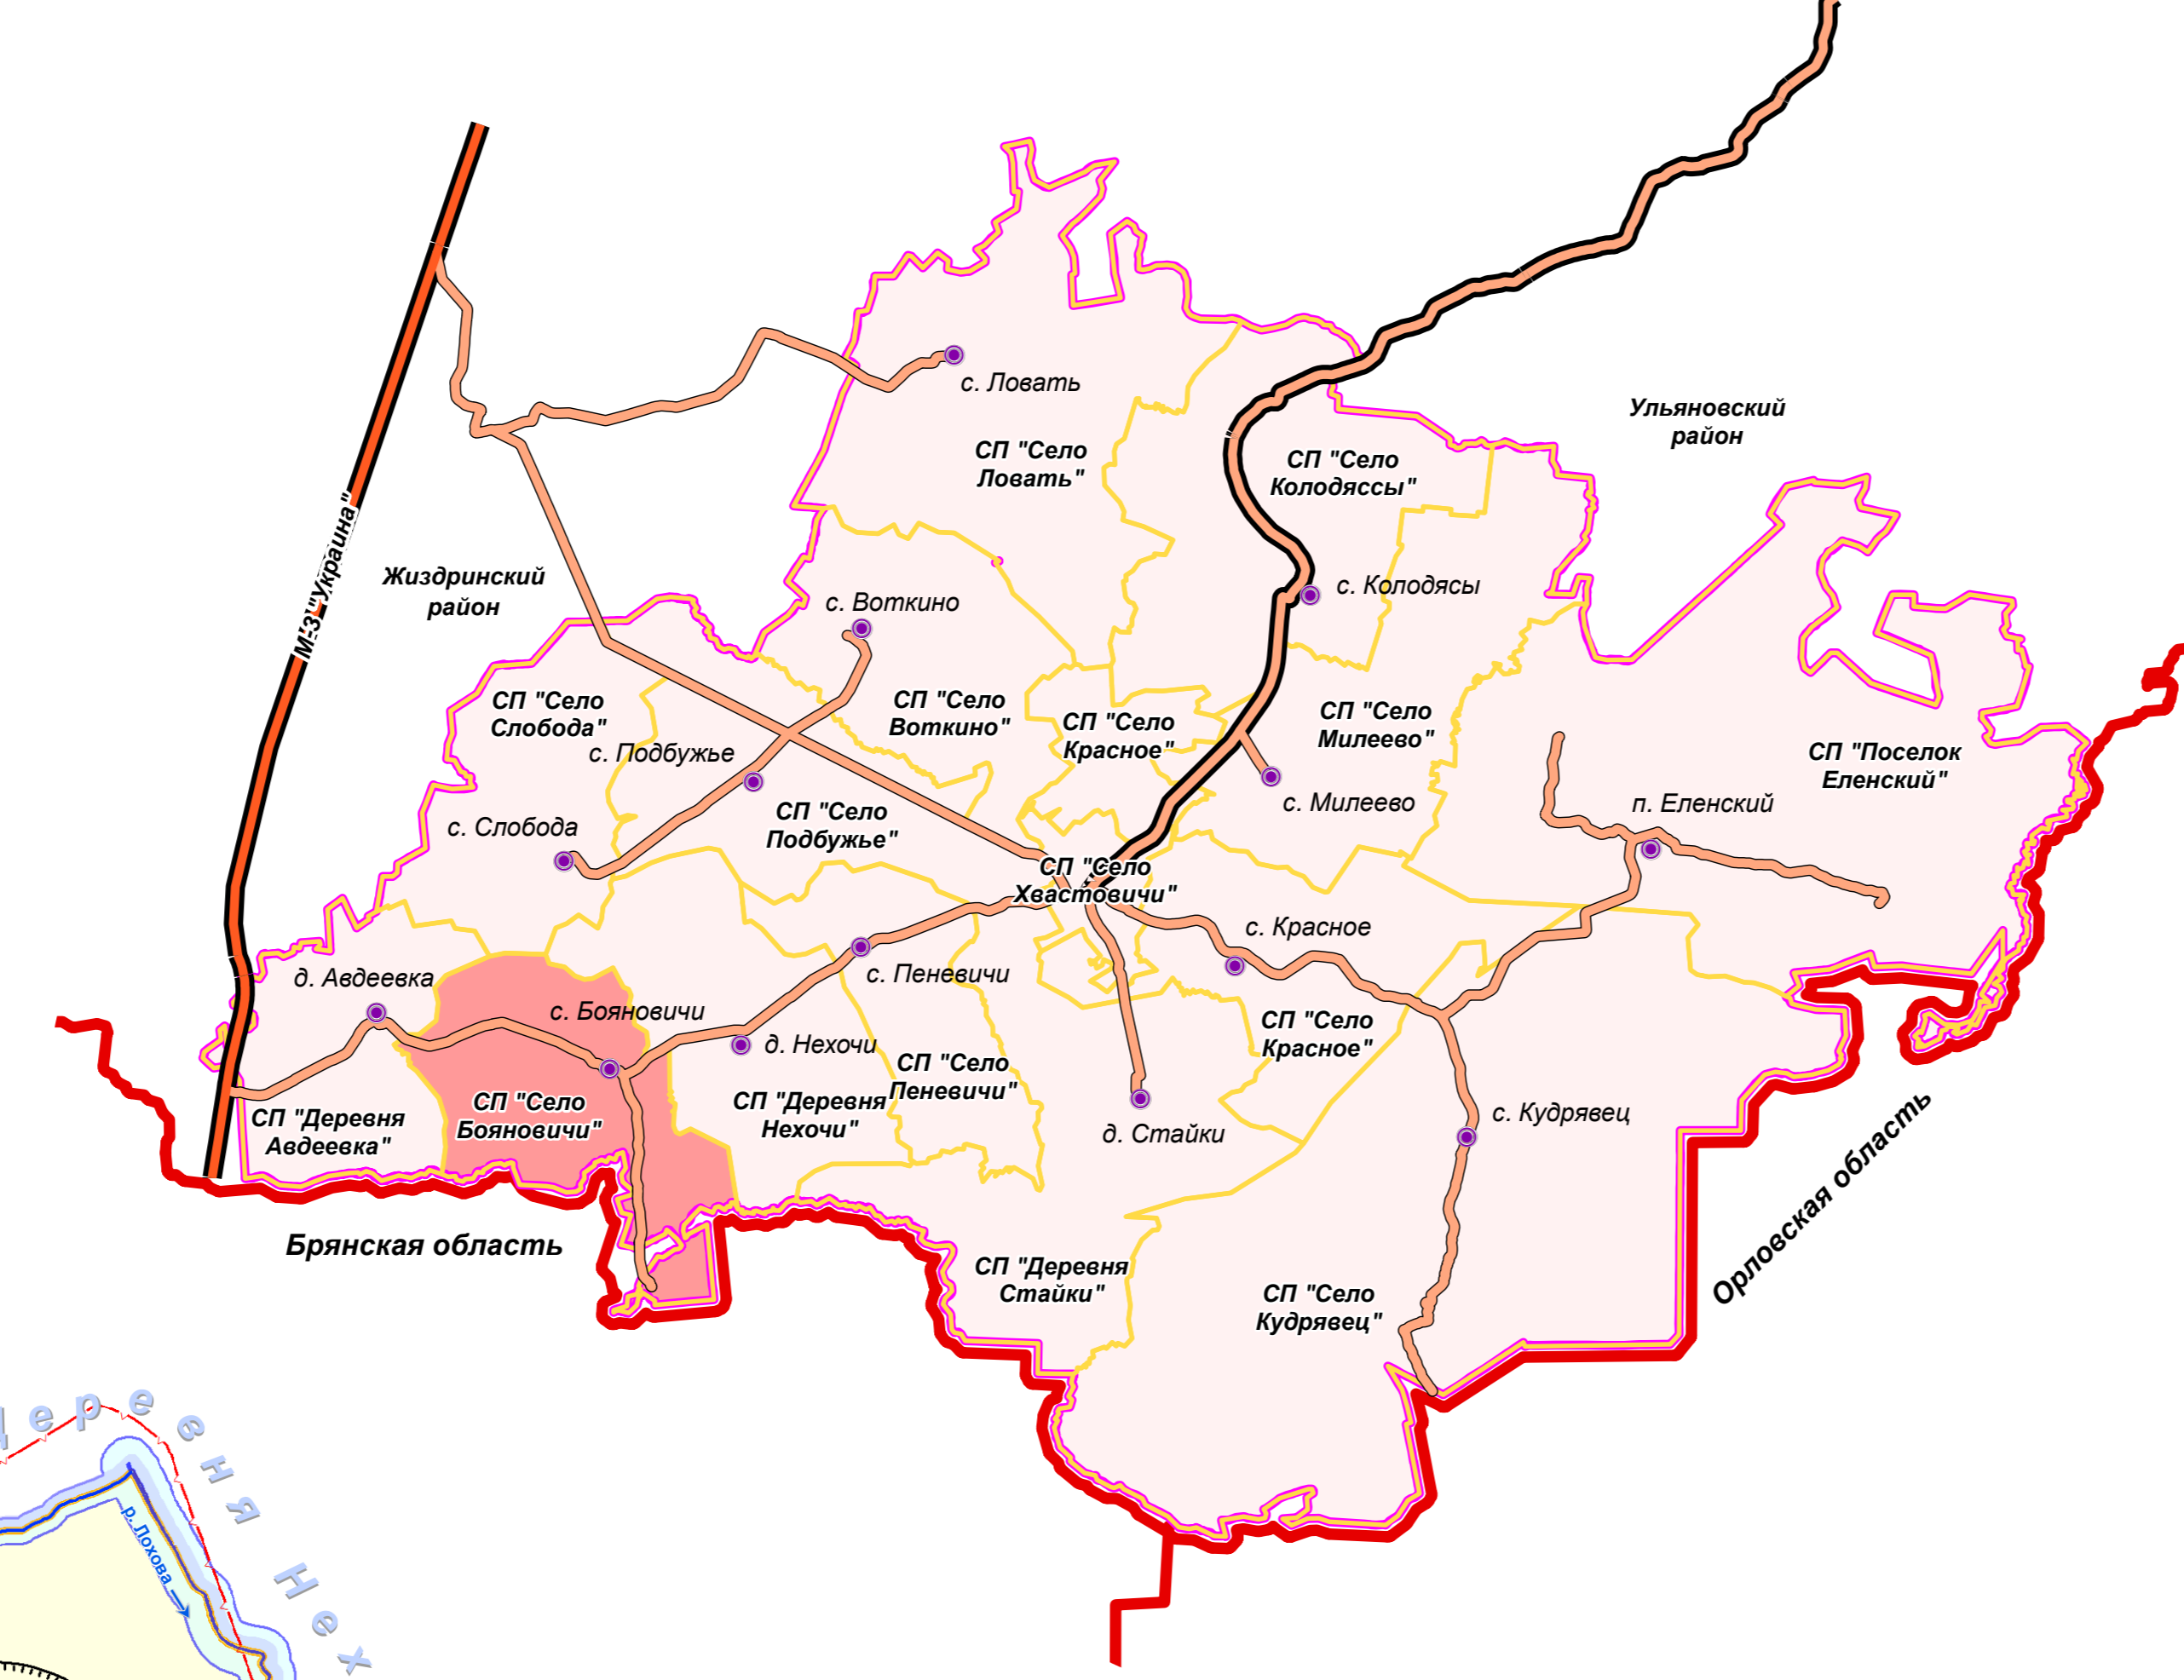 с. Ловать
Ульяновский
район
СП "Село
Ловать"
СП "Село
Колодяссы"
М-3 "Украина"
Жиздринский
район
с. Колодясы
с. Воткино
СП "Село
Слобода"
СП "Село
Воткино"
СП "Село
Красное"
СП "Село
Милеево"
с. Подбужье
СП "Поселок
Еленский"
с. Милеево
п. Еленский
СП "Село
Подбужье"
с. Слобода
СП "Село
Хвастовичи"
с. Красное
с. Пеневичи
д. Авдеевка
с. Бояновичи
СП "Село
Красное"
д. Нехочи
СП "Село
Пеневичи"
СП "Село
Бояновичи"
СП "Деревня
Нехочи"
СП "Деревня
Авдеевка"
д. Стайки
с. Кудрявец
Орловская область
Брянская область
СП "Деревня
Стайки"
СП "Село
Кудрявец"
Деревня Нех
р. Лохова